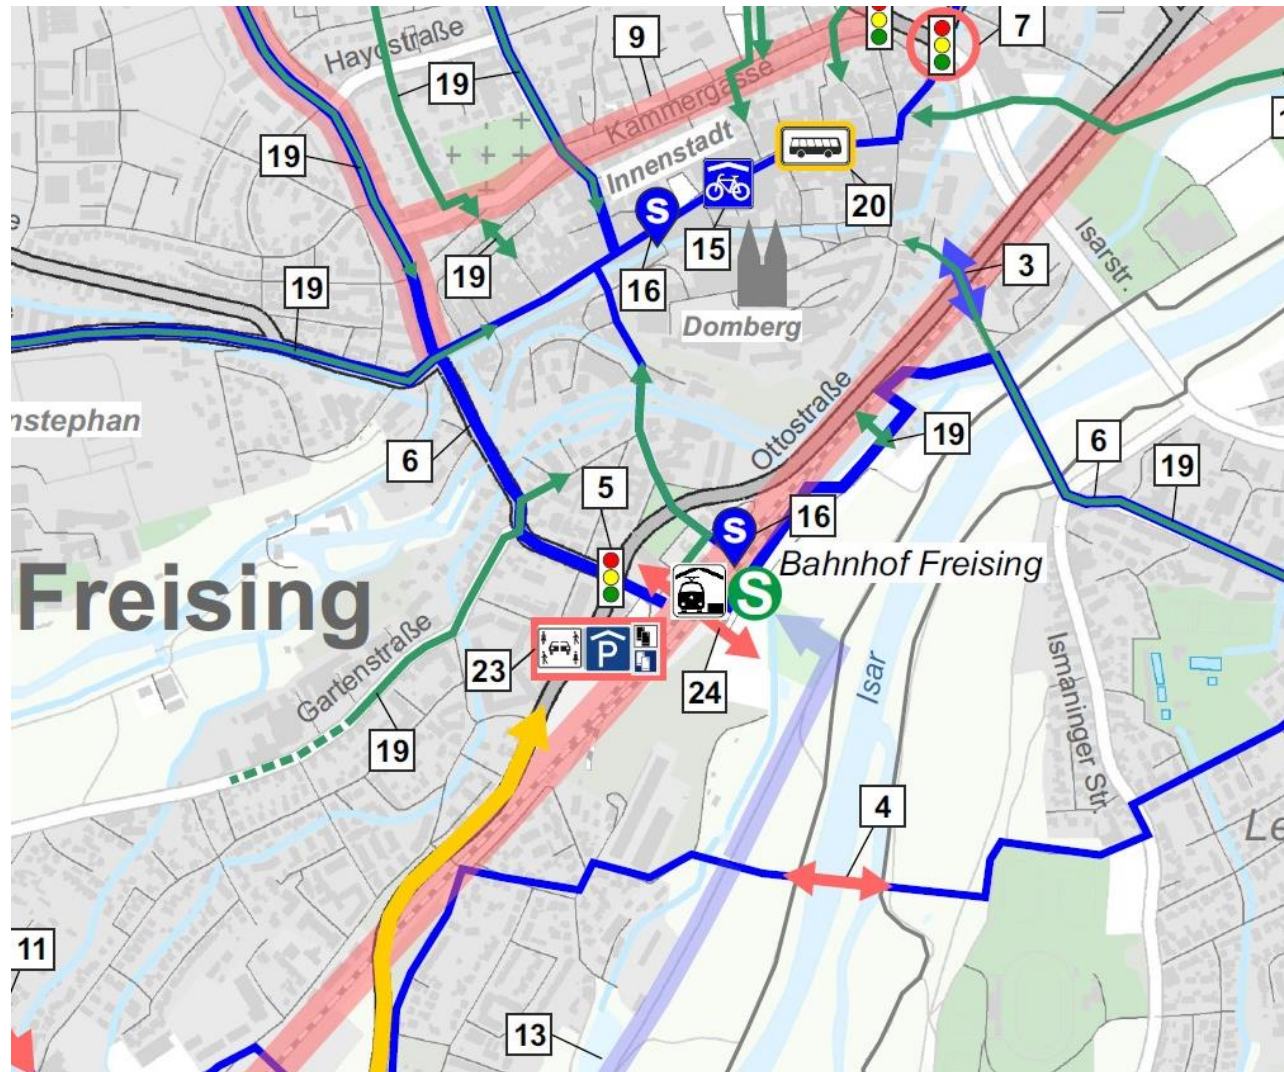 7
9
Haydstraße
19
Kammergasse
19
Innenstadt
S
20
15
19
16
Isarstr.
3
19
Domberg
nstephan
Ottostraße
6
19
6
19
5
S
16
Bahnhof Freising
S
Freising
P
23
24
Gartenstraße
19
Isar
Ismaninger Str.
4
Le
11
13